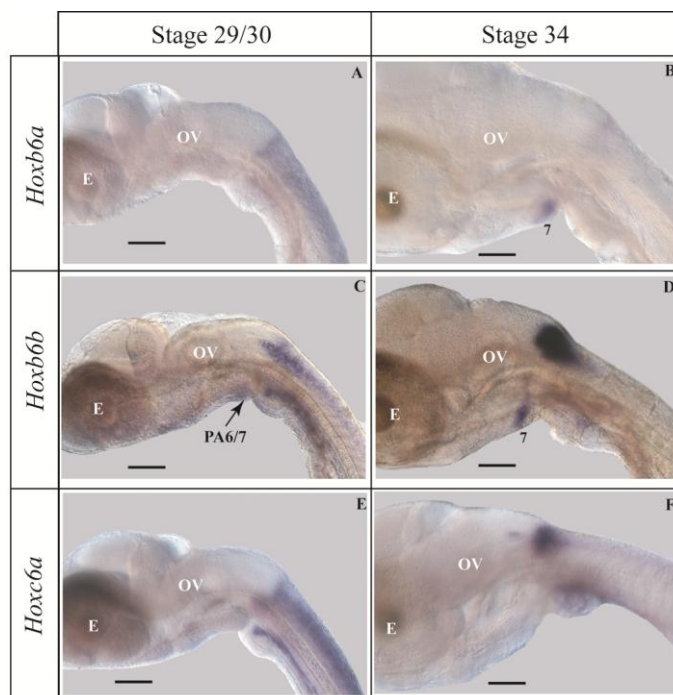 Stage 29/30 Stage 34
Hoxb6a
A
OV
E
B
OV
E
7
Hoxb6b
C
OV
E
PA6/7
D
OV
E
7
Hoxc6a
E
OV
E
F
OV
E